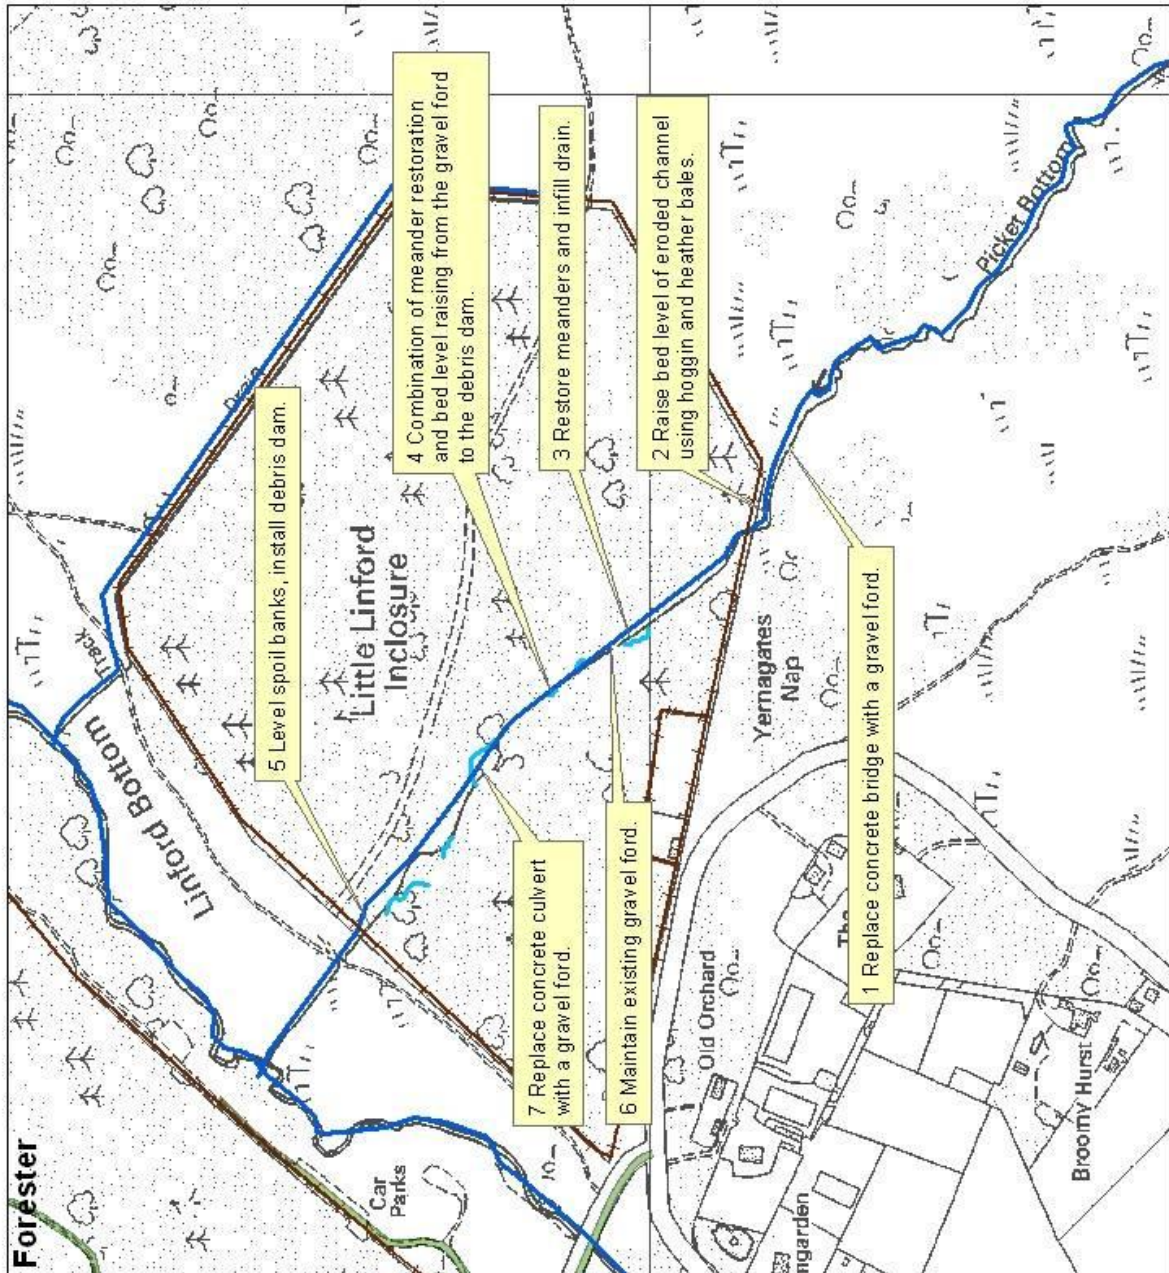 Forester
5 Level spoil banks, install debris dam.
4 Combination of meander restoration
and bed level raising from the gravel ford
to the debris dam.
3 Restore meanders and infill drain.
2 Raise bed level of eroded channel
using hoggin and heather bales.
7 Replace concrete culvert
with a gravel ford.
6 Maintain existing gravel ford.
1 Replace concrete bridge with a gravel ford.
Linford Bottom
Track
Drain
Little Linford
Inclosure
Car
Parks
Yernagates
Nap
Picket Bottom
Old Orchard
The
Broomy Hurst